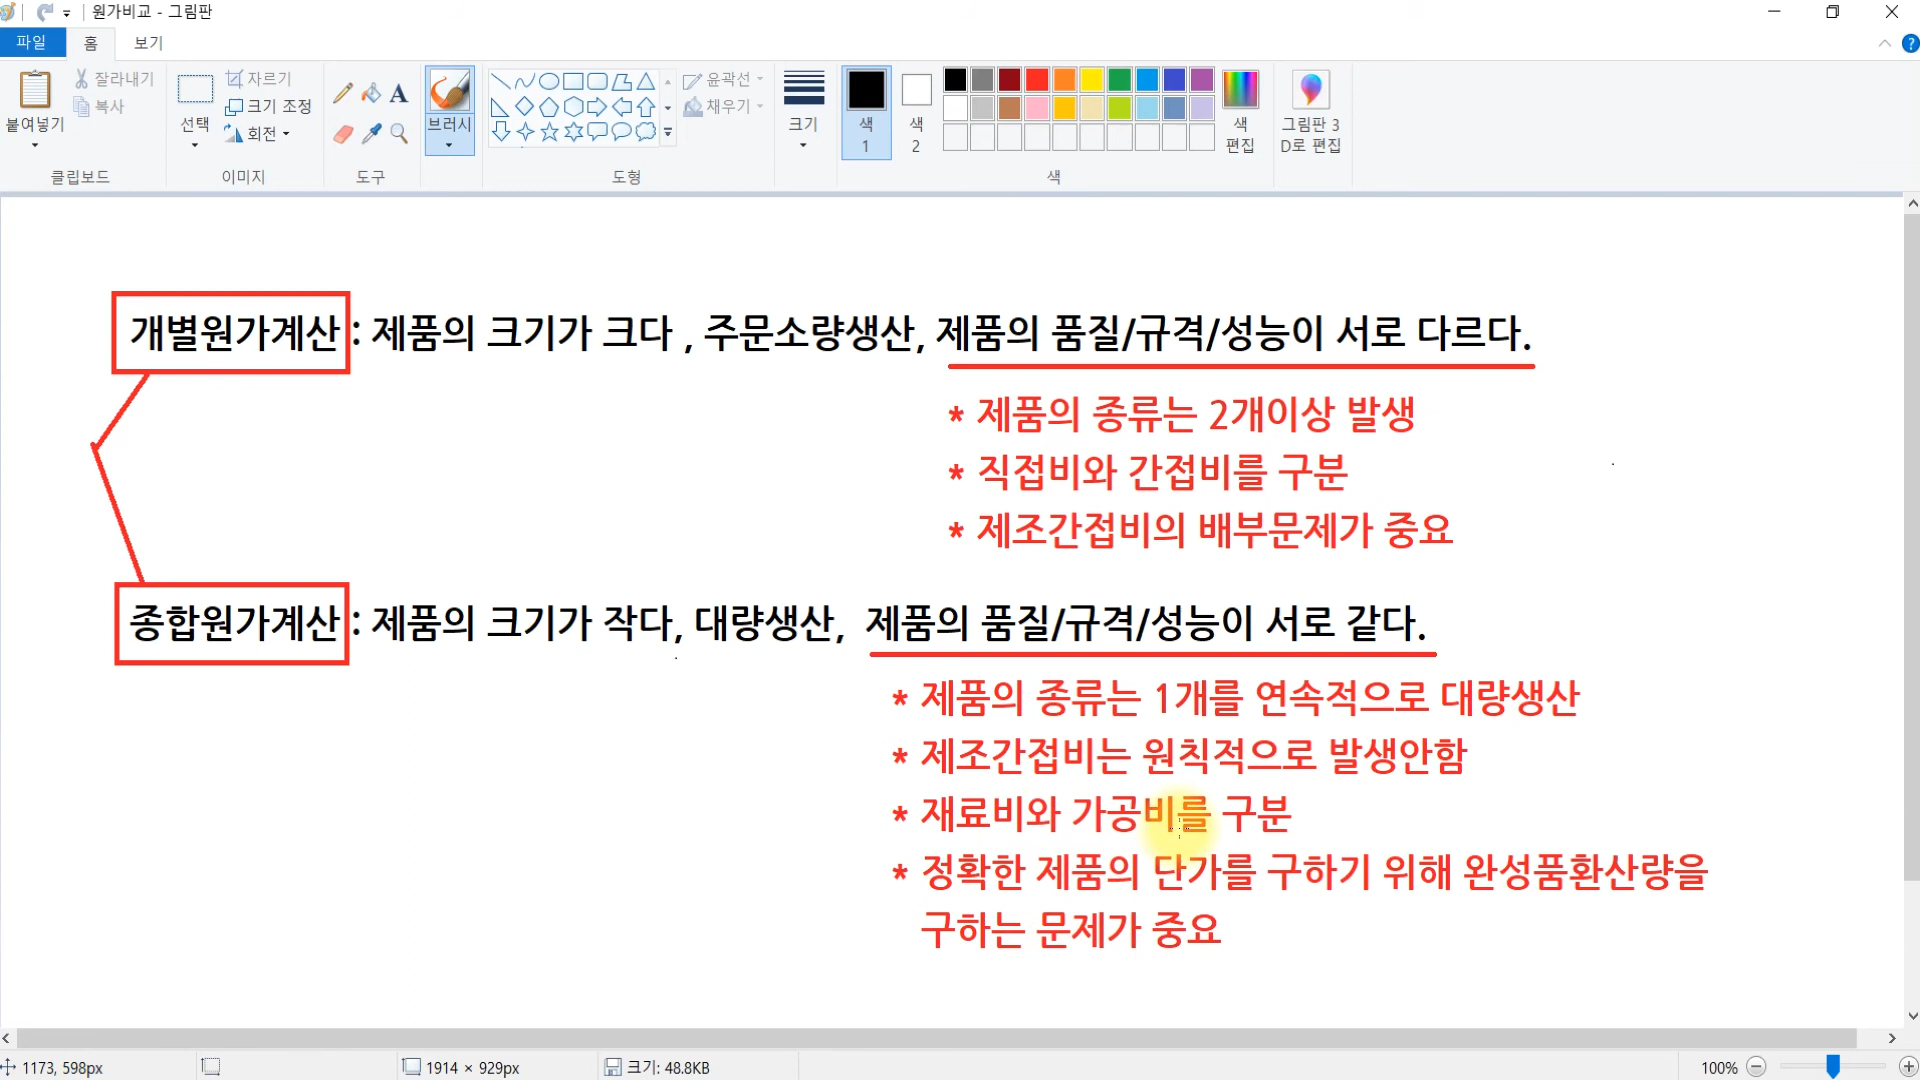 원가비교 - 그림판
파일 홈 보기
붙여넣기
잘라내기
복사
클립보드
선택
자르기
크기 조정
회전
이미지
도구
브러시
윤곽선
채우기
도형
크기
색 1
색 2
색 편집
색
그림판 3D로 편집
개별원가계산 : 제품의 크기가 크다 , 주문소량생산, 제품의 품질/규격/성능이 서로 다르다.
* 제품의 종류는 2개이상 발생
* 직접비와 간접비를 구분
* 제조간접비의 배부문제가 중요
종합원가계산 : 제품의 크기가 작다, 대량생산, 제품의 품질/규격/성능이 서로 같다.
* 제품의 종류는 1개를 연속적으로 대량생산
* 제조간접비는 원칙적으로 발생안함
* 재료비와 가공비를 구분
* 정확한 제품의 단가를 구하기 위해 완성품환산량을
구하는 문제가 중요
1173, 598px
1914 × 929px
크기: 48.8KB
100%